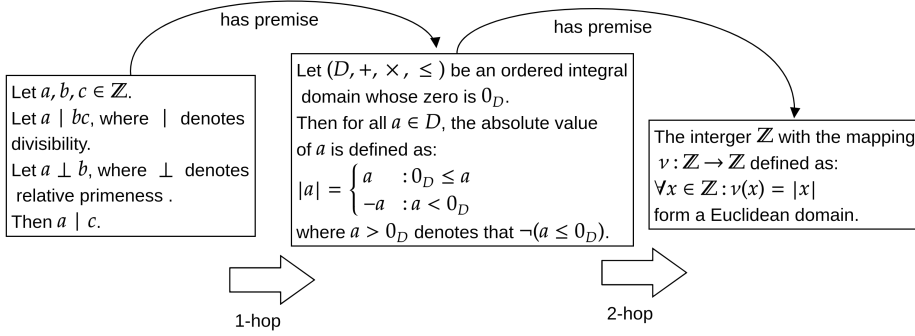 has premise
has premise
Let a, b, c ∈ ℤ.
Let a ∣ bc, where ∣ denotes
divisibility.
Let a ⊥ b, where ⊥ denotes
relative primeness .
Then a ∣ c.
Let (D, +, ×, ≤ ) be an ordered integral
domain whose zero is 0_D.
Then for all a ∈ D, the absolute value
of a is defined as:
|a| = { a : 0_D ≤ a
−a : a < 0_D
where a > 0_D denotes that ¬(a ≤ 0_D).
The interger ℤ with the mapping
ν : ℤ → ℤ defined as:
∀x ∈ ℤ : ν(x) = |x|
form a Euclidean domain.
1-hop
2-hop